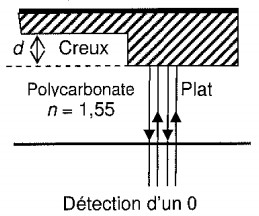 d
Creux
Polycarbonate
Plat
n = 1,55
Détection d'un 0